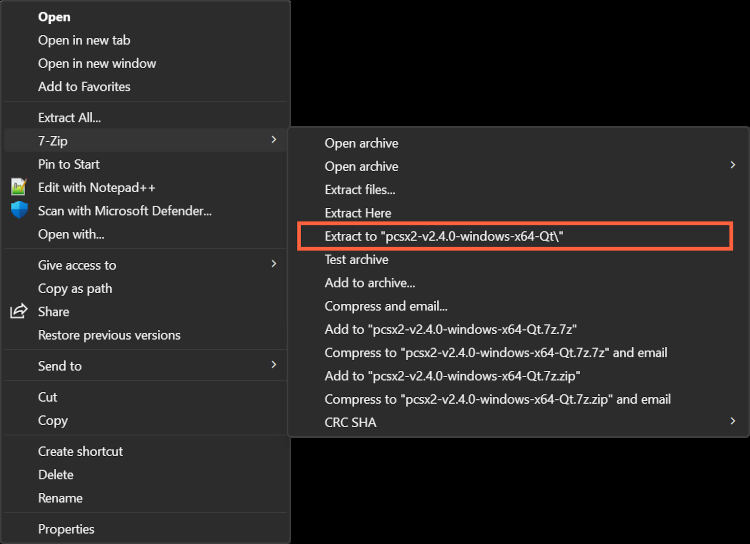 Open
Open in new tab
Open in new window
Add to Favorites
Extract All...
7-Zip
Pin to Start
Edit with Notepad++
Scan with Microsoft Defender...
Open with...
Give access to
Copy as path
Share
Restore previous versions
Send to
Cut
Copy
Create shortcut
Delete
Rename
Properties
Open archive
Open archive
Extract files...
Extract Here
Extract to "pcsx2-v2.4.0-windows-x64-Qt\"
Test archive
Add to archive...
Compress and email...
Add to "pcsx2-v2.4.0-windows-x64-Qt.7z.7z"
Compress to "pcsx2-v2.4.0-windows-x64-Qt.7z.7z" and email
Add to "pcsx2-v2.4.0-windows-x64-Qt.7z.zip"
Compress to "pcsx2-v2.4.0-windows-x64-Qt.7z.zip" and email
CRC SHA